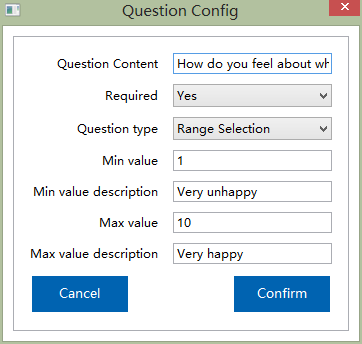 Question Config
Question Content How do you feel about wh
Required Yes
Question type Range Selection
Min value 1
Min value description Very unhappy
Max value 10
Max value description Very happy
Cancel Confirm